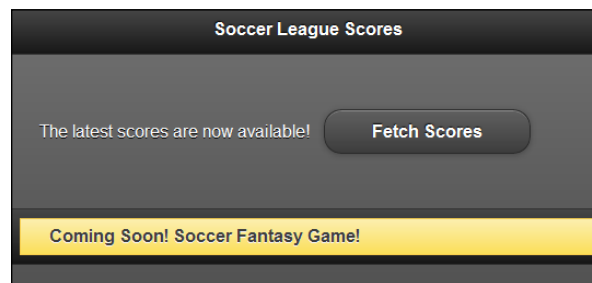 Soccer League Scores
The latest scores are now available! Fetch Scores
Coming Soon! Soccer Fantasy Game!